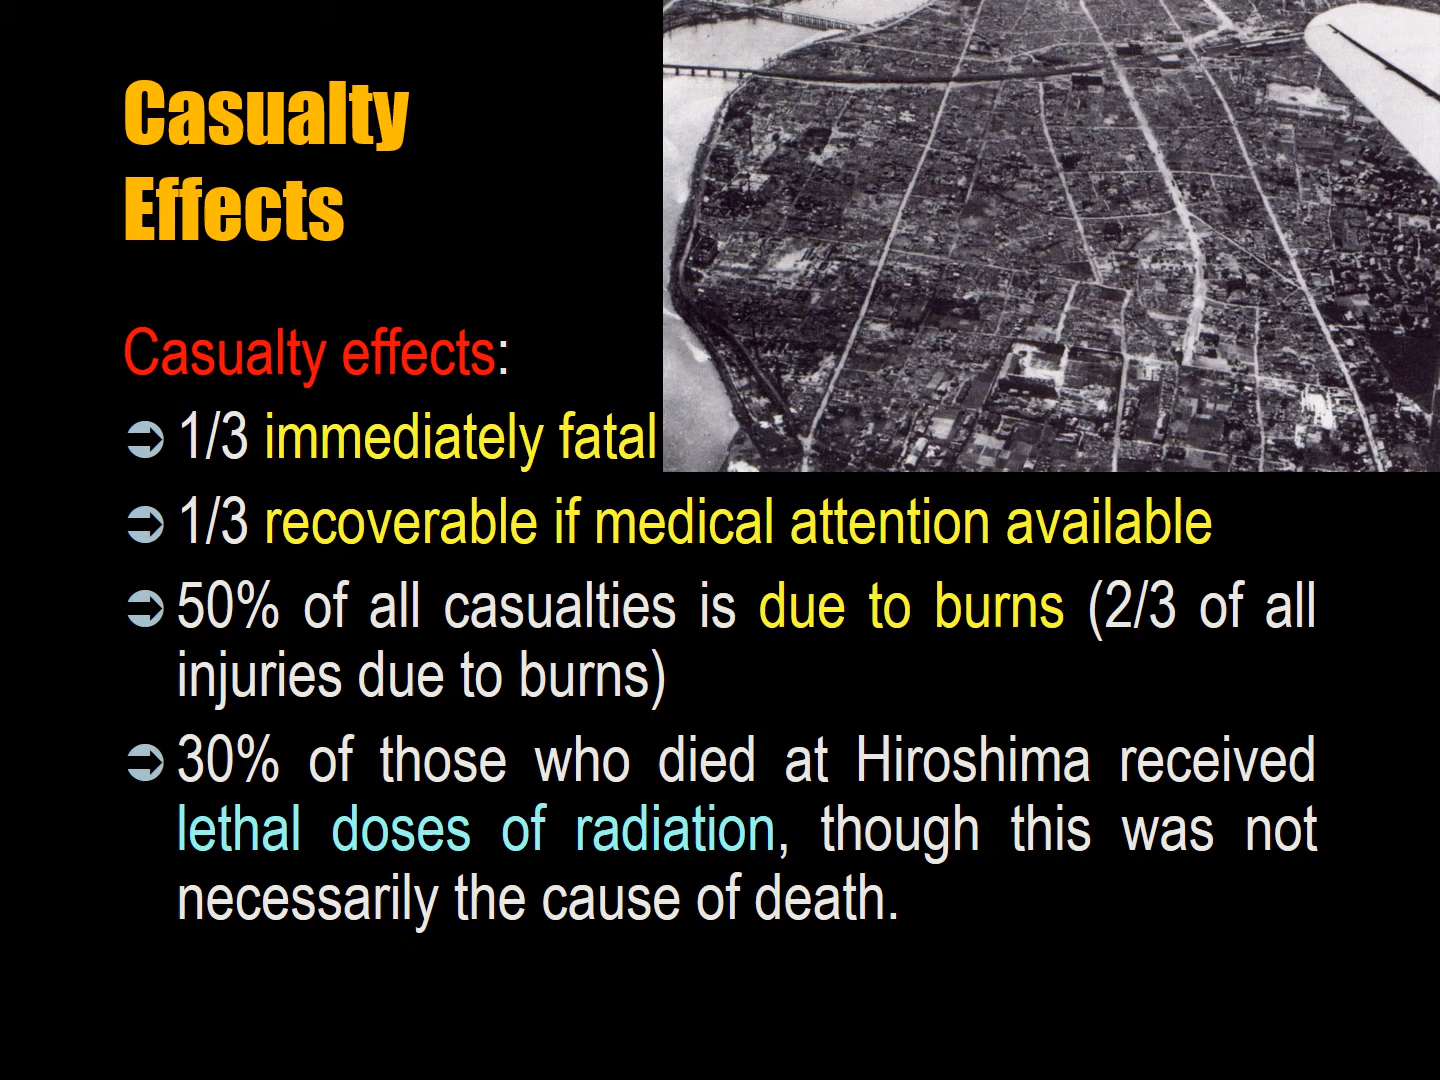 Casualty
Effects
Casualty effects:
➲ 1/3 immediately fatal
➲ 1/3 recoverable if medical attention available
➲ 50% of all casualties is due to burns (2/3 of all
injuries due to burns)
➲ 30% of those who died at Hiroshima received
lethal doses of radiation, though this was not
necessarily the cause of death.